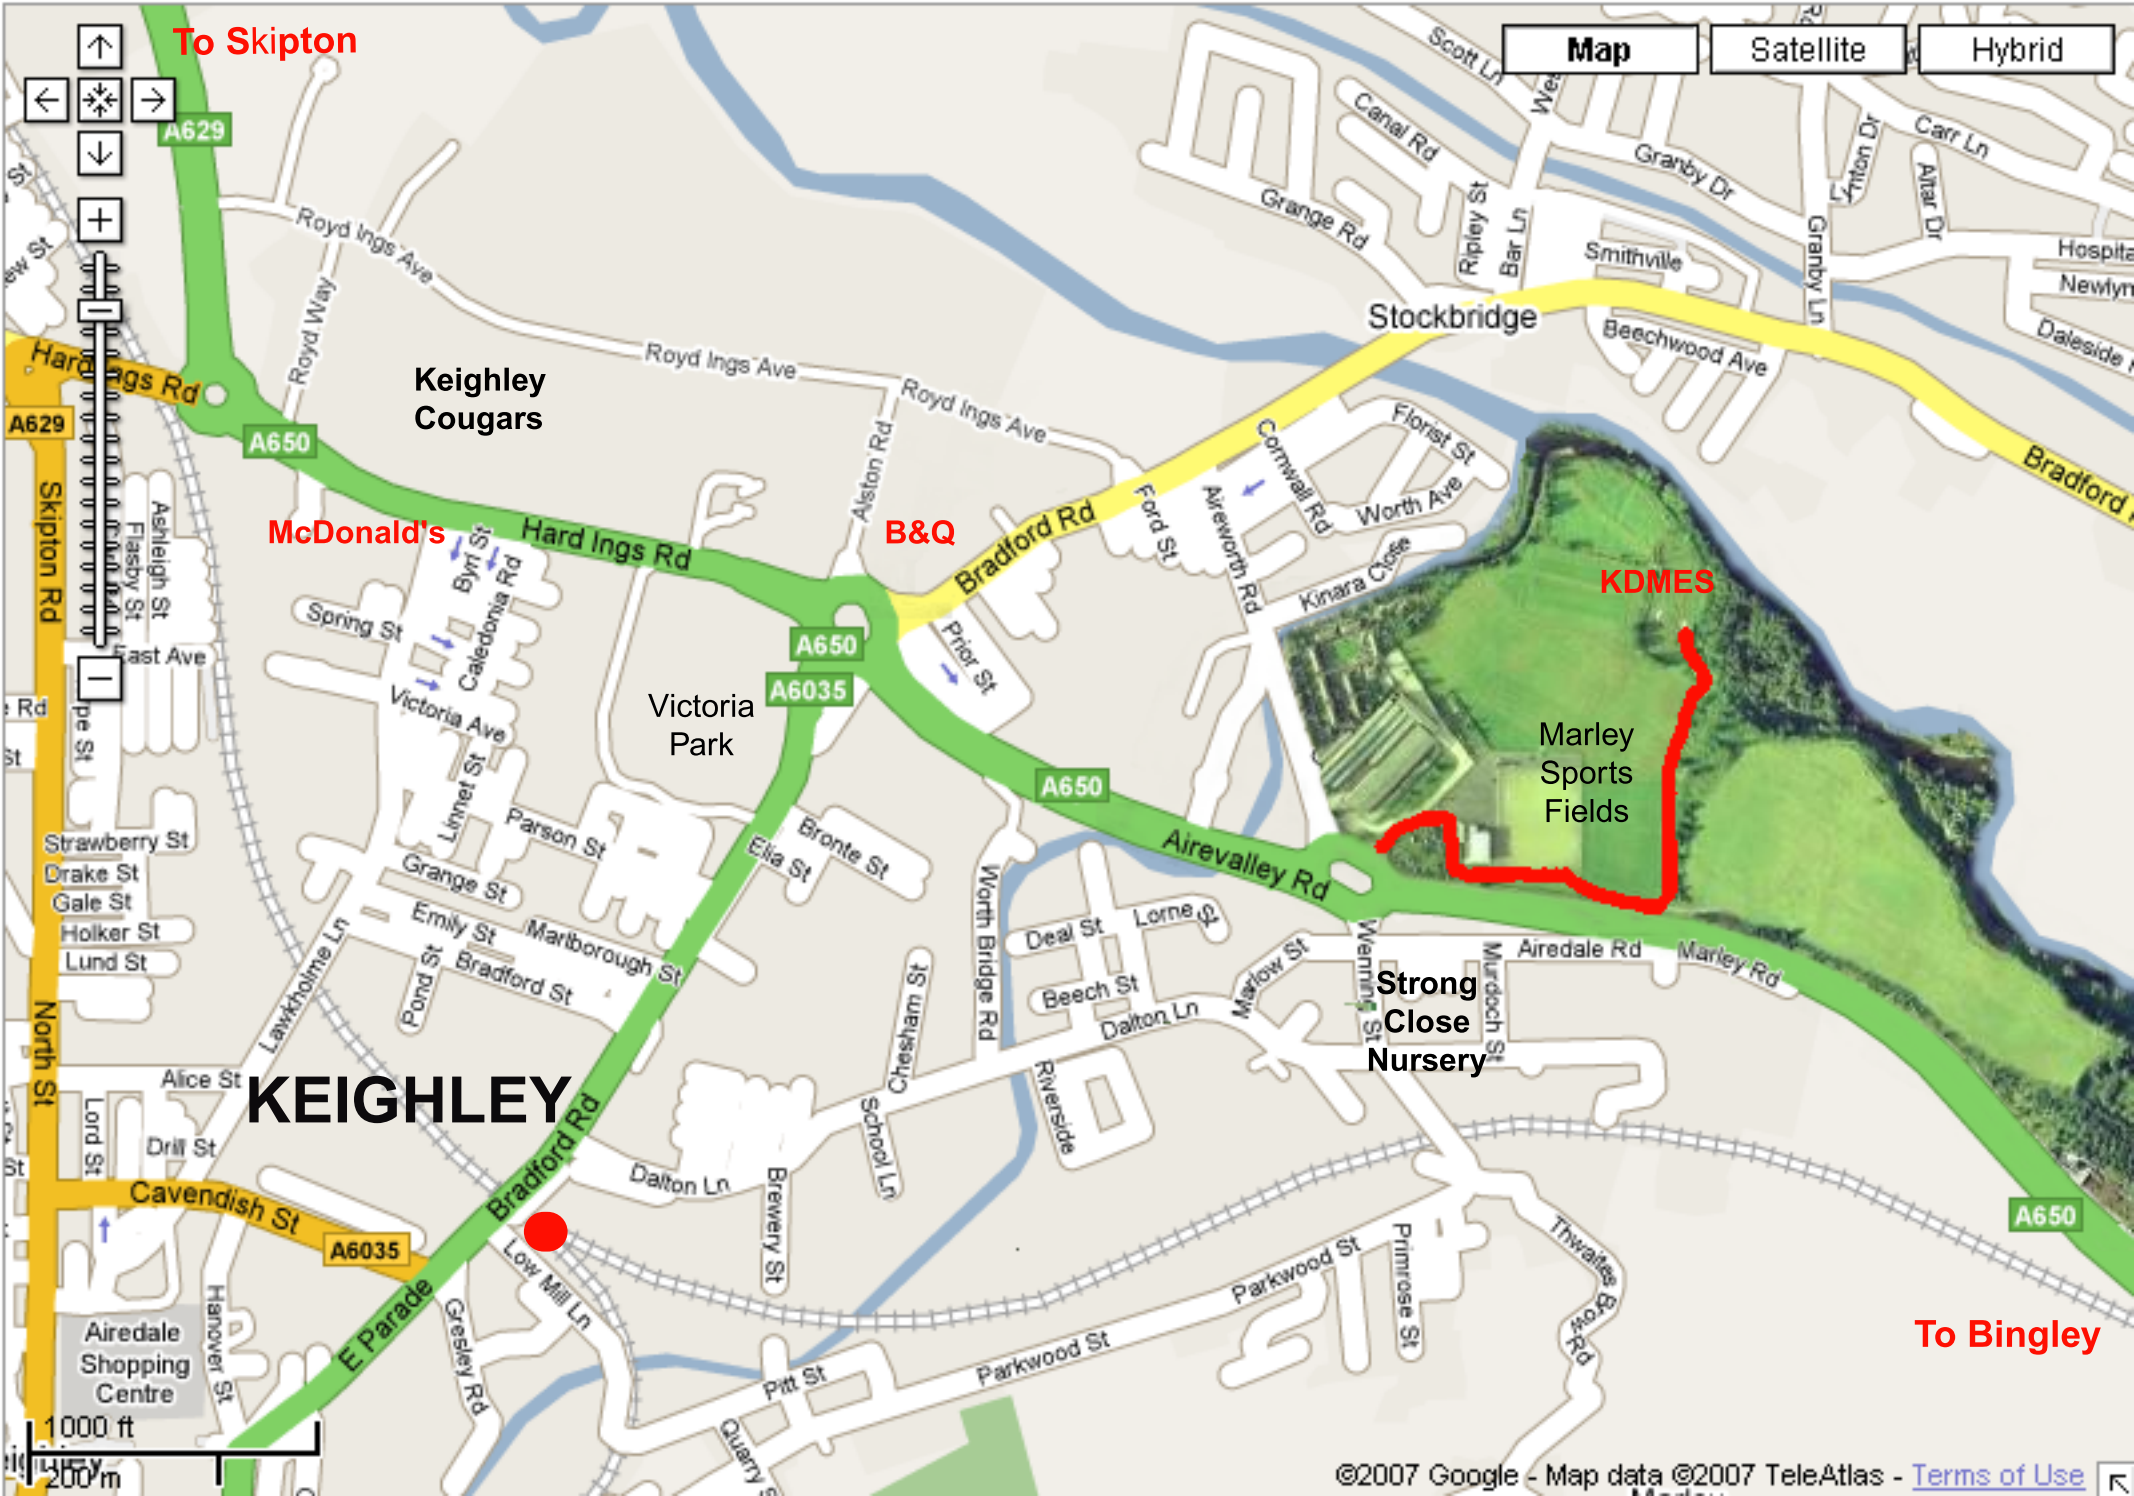 To Skipton
Map
Satellite
Hybrid
A629
Scott Ln
Canal Rd
Granby Dr
Carr Ln
Altar Dr
Ripley St
Bar Ln
Grange Rd
Smithville
Granby Ln
Royd Ings Ave
Royd Way
Stockbridge
Beechwood Ave
Hard Ings Rd
Keighley
Cougars
Royd Ings Ave
Royd Ings Ave
A629
A650
Alston Rd
Cornwall Rd
Florist St
Bradford
Skipton Rd
Ashleigh St
Flasby St
McDonald's
Byrl St
Hard Ings Rd
B&Q
Bradford Rd
Ford St
Aireworth Rd
Worth Ave
Kinara Close
KDMES
Spring St
Caledonia Rd
A650
A6035
Prior St
East Ave
Victoria Ave
Victoria
Park
Marley
Sports
Fields
A650
Linnet St
Parson St
Strawberry St
Drake St
Gale St
Holker St
Lund St
Grange St
Elia St
Bronte St
Airevalley Rd
Worth Bridge Rd
Emily St
Marlborough St
Bradford St
Pond St
Lawkholme Ln
Deal St
Lorne St
Beech St
Marlow St
Wenning St
Airedale Rd
Marley Rd
Murdoch St
Strong
Close
Nursery
North St
Chesham St
Dalton Ln
Riverside
Alice St
KEIGHLEY
Lord St
Drill St
Bradford Rd
School Ln
Dalton Ln
Brewery St
Cavendish St
A6035
Low Mill Ln
A650
Primrose St
Thwaites Brow Rd
Parkwood St
Hanover St
E Parade
Gresley Rd
Airedale
Shopping
Centre
To Bingley
Parkwood St
Pitt St
Quarry S
1000 ft
200 m
©2007 Google - Map data ©2007 TeleAtlas - Terms of Use